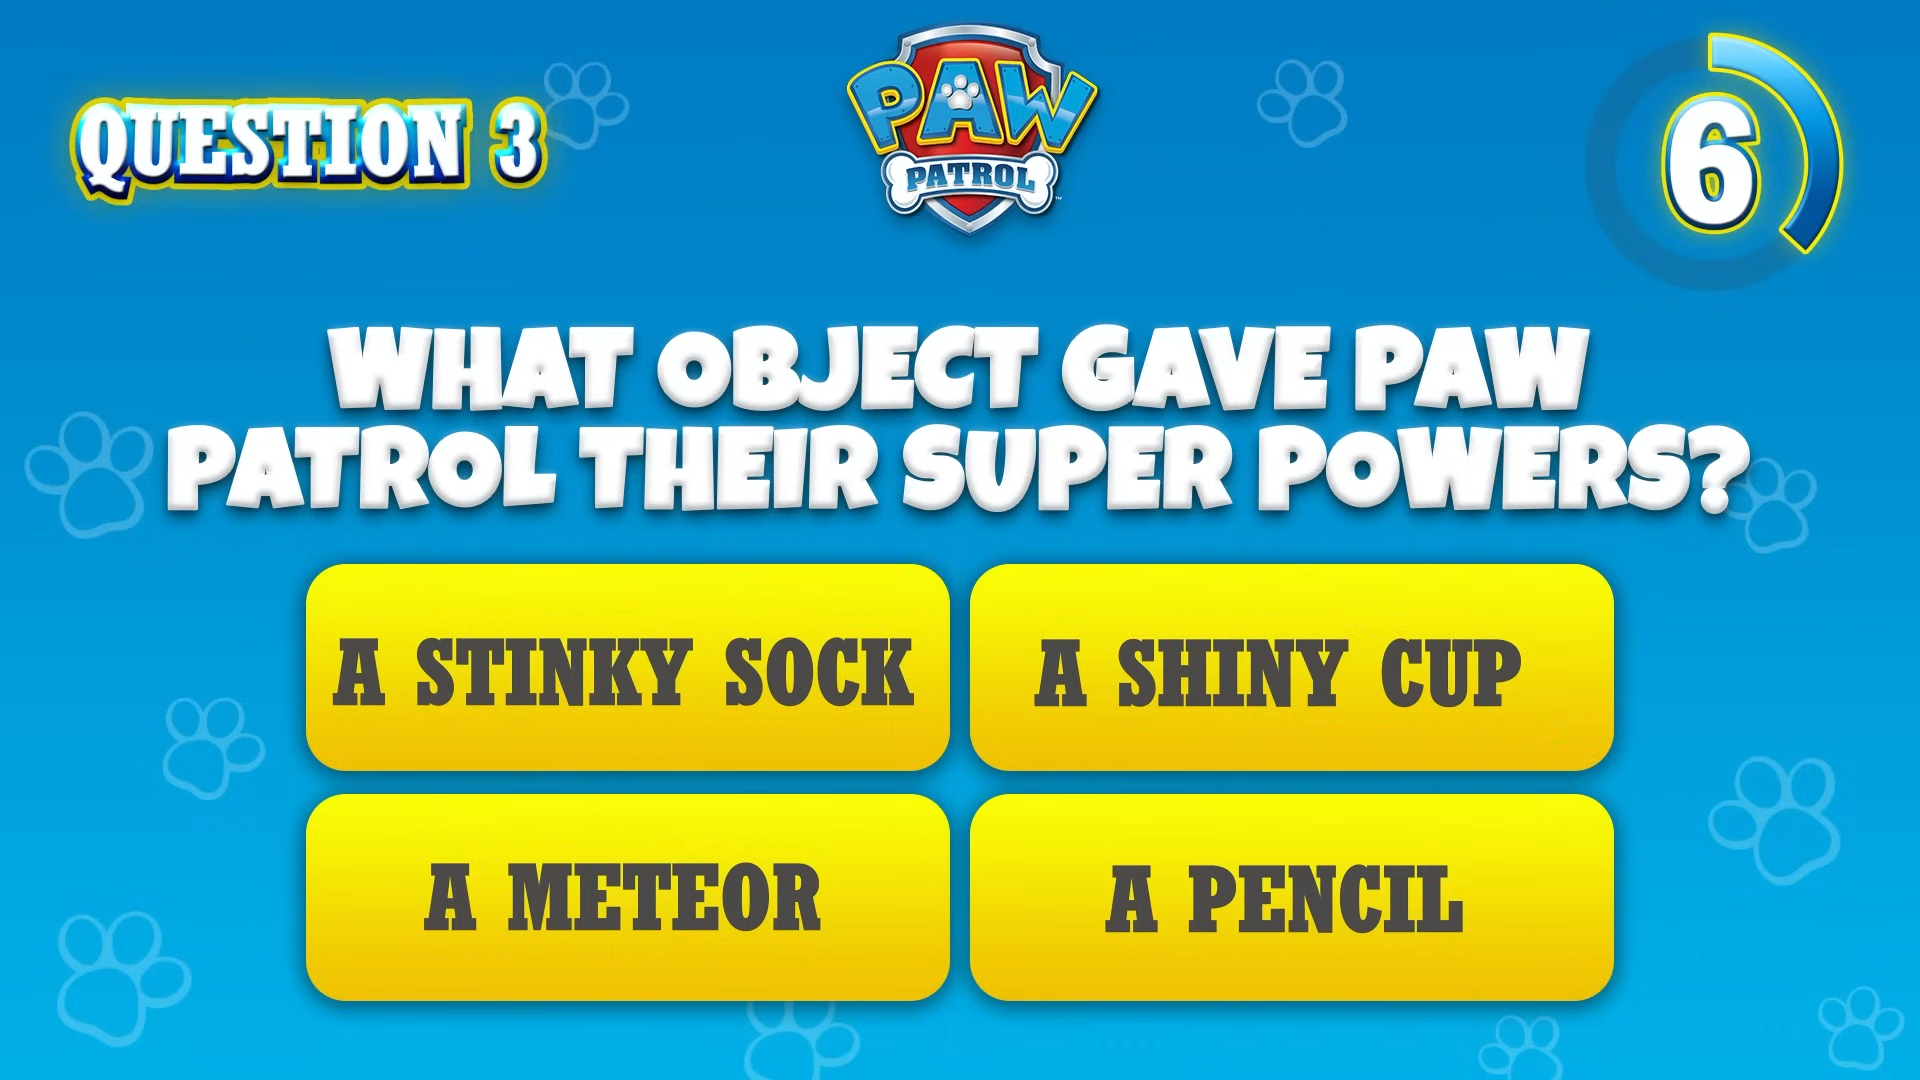 PAW
PATROL
QUESTION 3
6
WHAT OBJECT GAVE PAW
PATROL THEIR SUPER POWERS?
A STINKY SOCK
A SHINY CUP
A METEOR
A PENCIL